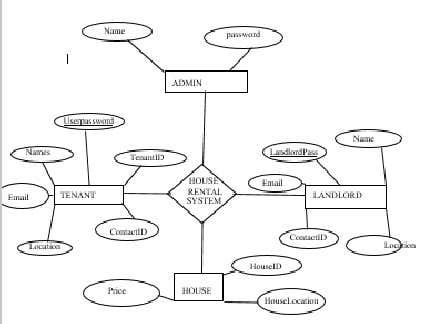 Name
password
ADMIN
Userpassword
Name
Names
TenantID
LandlordPass
HOUSE
RENTAL
SYSTEM
Email
Email
TENANT
LANDLORD
ContactID
ContactID
Location
Location
HouseID
Price
HOUSE
HouseLocation